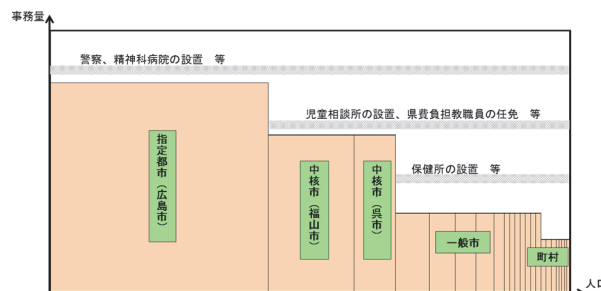 事務量
警察、精神科病院の設置　等
児童相談所の設置、県費負担教職員の任免　等
保健所の設置　等
指定都市（広島市）
中核市（福山市）
中核市（呉市）
一般市
町村
人口